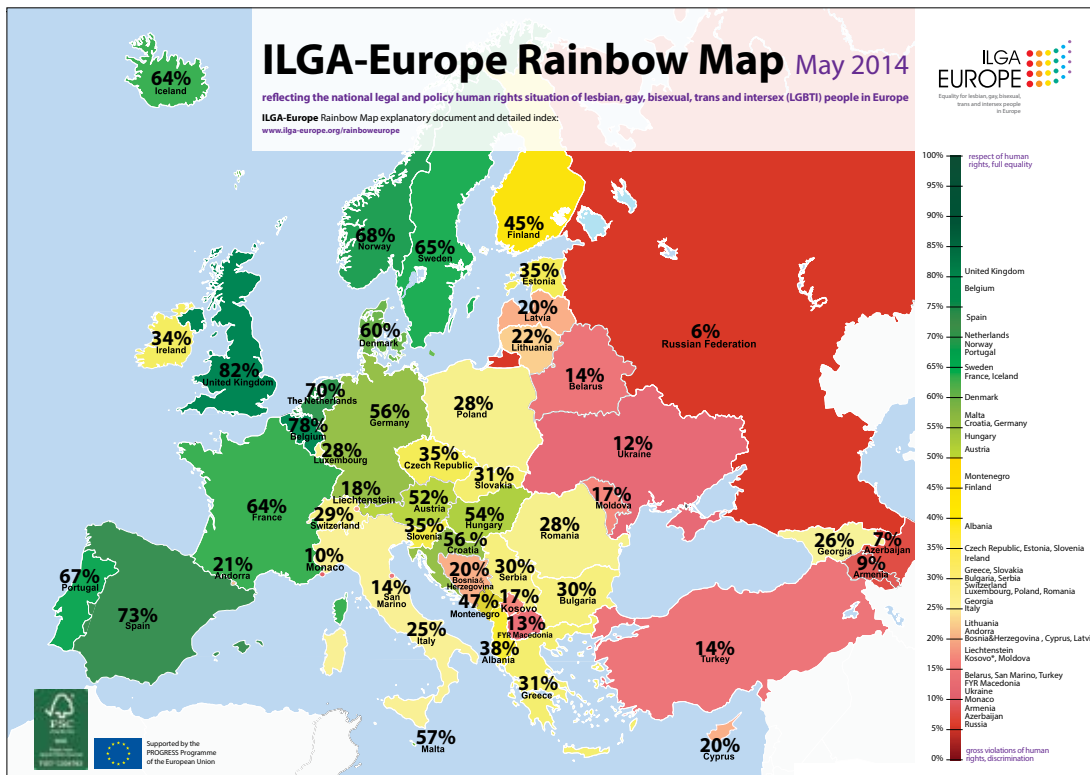 ILGA-Europe Rainbow Map May 2014
reflecting the national legal and policy human rights situation of lesbian, gay, bisexual, trans and intersex (LGBTI) people in Europe
ILGA-Europe Rainbow Map explanatory document and detailed index:
www.ilga-europe.org/rainboweurope
ILGA
EUROPE
Equality for lesbian, gay, bisexual,
trans and intersex people
in Europe
64%
Iceland
68%
Norway
65%
Sweden
45%
Finland
35%
Estonia
20%
Latvia
22%
Lithuania
6%
Russian Federation
34%
Ireland
82%
United Kingdom
60%
Denmark
70%
The Netherlands
78%
Belgium
28%
Luxembourg
56%
Germany
28%
Poland
14%
Belarus
12%
Ukraine
35%
Czech Republic
31%
Slovakia
18%
Liechtenstein
52%
Austria
54%
Hungary
17%
Moldova
64%
France
29%
Switzerland
35%
Slovenia
56 %
Croatia
28%
Romania
26%
Georgia
7%
Azerbaijan
9%
Armenia
67%
Portugal
73%
Spain
21%
Andorra
10%
Monaco
14%
San
Marino
20%
Bosnia&
Herzegovina
30%
Serbia
30%
Bulgaria
47%
Montenegro
17%
Kosovo
13%
FYR Macedonia
25%
Italy
38%
Albania
31%
Greece
14%
Turkey
57%
Malta
20%
Cyprus
FSC
Supported by the
PROGRESS Programme
of the European Union
100%
respect of human
rights, full equality
95%
90%
85%
80%
United Kingdom
Belgium
75%
Spain
70%
Netherlands
Norway
Portugal
65%
Sweden
France, Iceland
60%
Denmark
Malta
55%
Croatia, Germany
Hungary
Austria
50%
Montenegro
45%
Finland
40%
Albania
35%
Czech Republic, Estonia, Slovenia
Ireland
Greece, Slovakia
30%
Bulgaria, Serbia
Switzerland
Luxembourg, Poland, Romania
25%
Georgia
Italy
Lithuania
Andorra
20%
Bosnia&Herzegovina , Cyprus, Latvi
Liechtenstein
Kosovo*, Moldova
15%
Belarus, San Marino, Turkey
FYR Macedonia
Ukraine
10%
Monaco
Armenia
Azerbaijan
5%
Russia
0%
gross violations of human
rights, discrimination